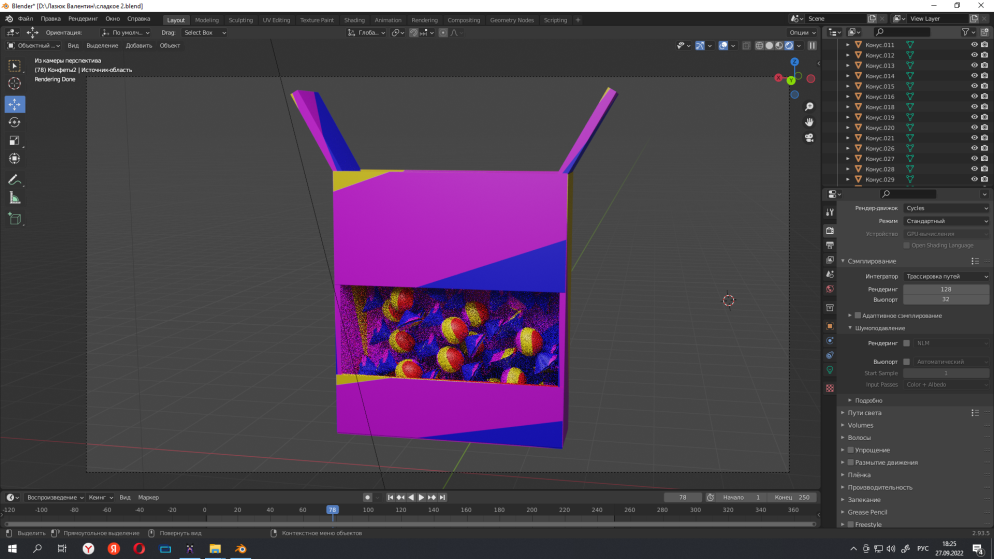 Blender* [D:\Лазюк Валентин\сладкое 2.blend]
Файл Правка Рендеринг Окно Справка Layout Modeling Sculpting UV Editing Texture Paint Shading Animation Rendering Compositing Geometry Nodes Scripting + Scene View Layer
Ориентация: По умолч... Drag: Select Box Глоба... Опции
Объектный ... Вид Выделение Добавить Объект
Из камеры перспектива
(78) Конфеты2 | Источник-область
Rendering Done
Z
X
Y
Конус.011
Конус.012
Конус.013
Конус.014
Конус.015
Конус.016
Конус.018
Конус.019
Конус.020
Конус.021
Конус.026
Конус.027
Конус.028
Конус.029
Рендер-движок Cycles
Режим Стандартный
Устройство GPU вычисления
Open Shading Language
Сэмплирование
Интегратор Трассировка путей
Рендеринг 128
Вьюпорт 32
Адаптивное сэмплирование
Шумоподавление
Рендеринг NLM
Вьюпорт Автоматический
Start Sample 1
Input Passes Color + Albedo
Подробно
Пути света
Volumes
Волосы
Упрощение
Размытие движения
Плёнка
Производительность
Запекание
Grease Pencil
Freestyle
Воспроизведение Кеинг Вид Маркер 78 Начало 1 Конец 250
-120 -100 -80 -60 -40 -20 0 20 40 60 78 100 120 140 160 180 200 220 240 260 280 300 320 340 360
Выделить Прямоугольное выделение Повернуть вид Контекстное меню объектов 2.93.5
РУС 18:25
27.09.2022